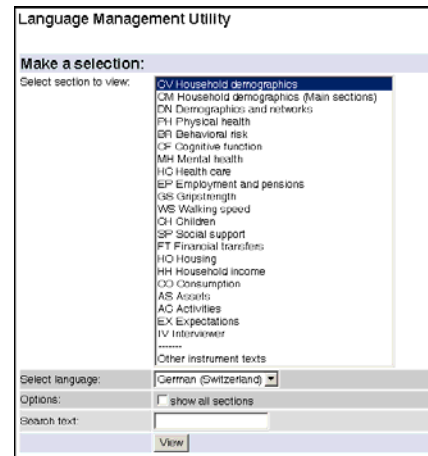 Language Management Utility
Make a selection:
Select section to view:
CV Household demographics
CM Household demographics (Main sections)
DN Demographics and networks
PH Physical health
BR Behavioral risk
CF Cognitive function
MH Mental health
HC Health care
EP Employment and pensions
GS Gripstrength
WS Walking speed
CH Children
SP Social support
FT Financial transfers
HO Housing
HH Household income
CO Consumption
AS Assets
AC Activities
EX Expectations
IV Interviewer
-------
Other instrument texts
Select language: German (Switzerland)
Options: show all sections
Search text:
View